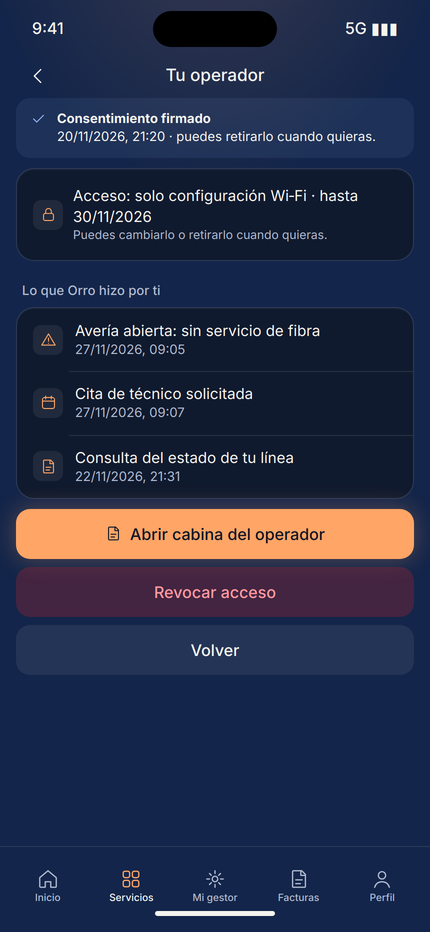 9:41
5G
Tu operador
Consentimiento firmado
20/11/2026, 21:20 · puedes retirarlo cuando quieras.
Acceso: solo configuración Wi-Fi · hasta
30/11/2026
Puedes cambiarlo o retirarlo cuando quieras.
Lo que Orro hizo por ti
Avería abierta: sin servicio de fibra
27/11/2026, 09:05
Cita de técnico solicitada
27/11/2026, 09:07
Consulta del estado de tu línea
22/11/2026, 21:31
Abrir cabina del operador
Revocar acceso
Volver
Inicio
Servicios
Mi gestor
Facturas
Perfil